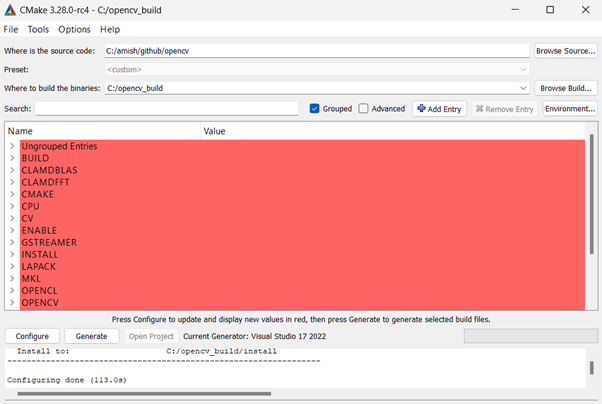 CMake 3.28.0-rc4 - C:/opencv_build
File Tools Options Help
Where is the source code: C:/amish/github/opencv Browse Source...
Preset: <custom>
Where to build the binaries: C:/opencv_build Browse Build...
Search: Grouped Advanced Add Entry Remove Entry Environment...
Name Value
Ungrouped Entries
BUILD
CLAMDBLAS
CLAMDFFT
CMAKE
CPU
CV
ENABLE
GSTREAMER
INSTALL
LAPACK
MKL
OPENCL
OPENCV
Press Configure to update and display new values in red, then press Generate to generate selected build files.
Configure Generate Open Project Current Generator: Visual Studio 17 2022
Install to: C:/opencv_build/install
-----------------------------------------------------------------
Configuring done (113.0s)